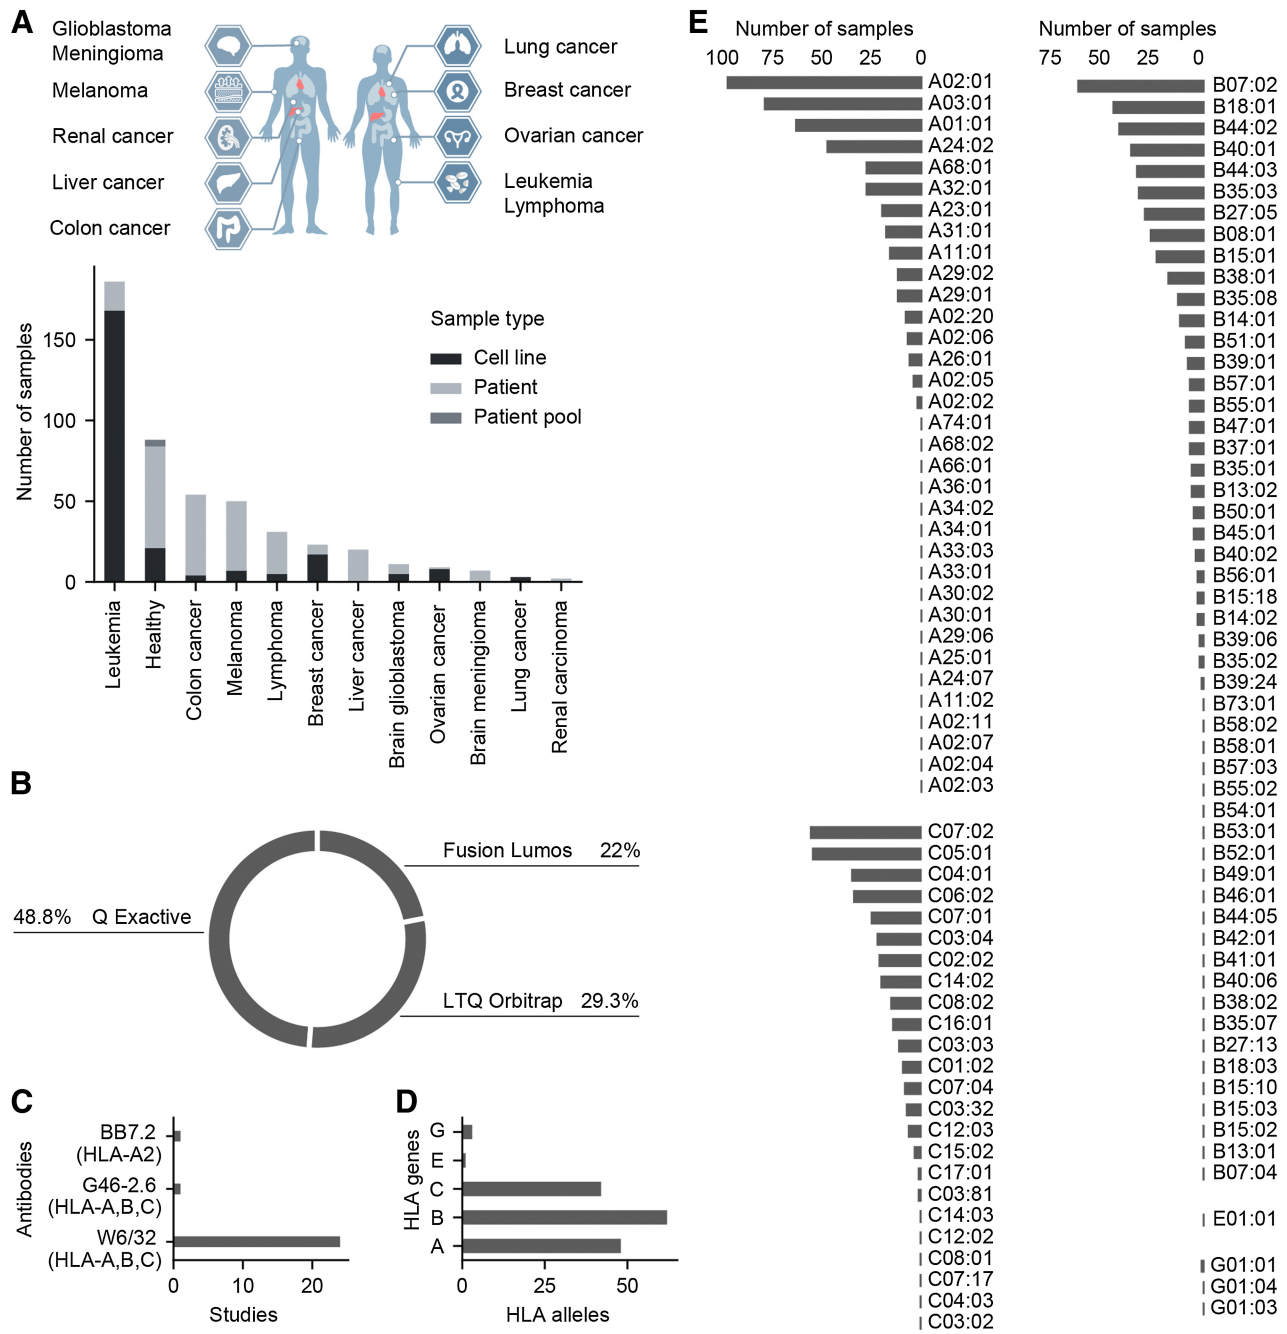 A
Glioblastoma
Meningioma
Melanoma
Renal cancer
Liver cancer
Colon cancer
Lung cancer
Breast cancer
Ovarian cancer
Leukemia
Lymphoma
Number of samples
150
100
50
0
Sample type
Cell line
Patient
Patient pool
Leukemia
Healthy
Colon cancer
Melanoma
Lymphoma
Breast cancer
Liver cancer
Brain glioblastoma
Ovarian cancer
Brain meningioma
Lung cancer
Renal carcinoma
B
Fusion Lumos 22%
48.8% Q Exactive
LTQ Orbitrap 29.3%
C
Antibodies
BB7.2
(HLA-A2)
G46-2.6
(HLA-A,B,C)
W6/32
(HLA-A,B,C)
0 10 20
Studies
D
HLA genes
G
E
C
B
A
0 25 50
HLA alleles
E
Number of samples
100 75 50 25 0
A02:01
A03:01
A01:01
A24:02
A68:01
A32:01
A23:01
A31:01
A11:01
A29:02
A29:01
A02:20
A02:06
A26:01
A02:05
A02:02
A74:01
A68:02
A66:01
A36:01
A34:02
A34:01
A33:03
A33:01
A30:02
A30:01
A29:06
A25:01
A24:07
A11:02
A02:11
A02:07
A02:04
A02:03
C07:02
C05:01
C04:01
C06:02
C07:01
C03:04
C02:02
C14:02
C08:02
C16:01
C03:03
C01:02
C07:04
C03:32
C12:03
C15:02
C17:01
C03:81
C14:03
C12:02
C08:01
C07:17
C04:03
C03:02
Number of samples
75 50 25 0
B07:02
B18:01
B44:02
B40:01
B44:03
B35:03
B27:05
B08:01
B15:01
B38:01
B35:08
B14:01
B51:01
B39:01
B57:01
B55:01
B47:01
B37:01
B35:01
B13:02
B50:01
B45:01
B40:02
B56:01
B15:18
B14:02
B39:06
B35:02
B39:24
B73:01
B58:02
B58:01
B57:03
B55:02
B54:01
B53:01
B52:01
B49:01
B46:01
B44:05
B42:01
B41:01
B40:06
B38:02
B35:07
B27:13
B18:03
B15:10
B15:03
B15:02
B13:01
B07:04
E01:01
G01:01
G01:04
G01:03